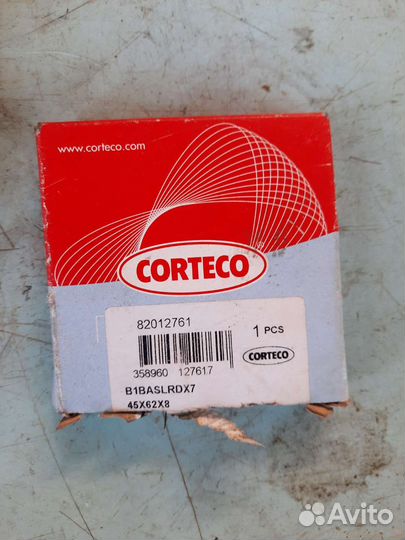 www.corteco.com
CORTECO
82012761
1 PCS
358960 127617
CORTECO
B1BASLRDX7
45X62X8
Avito